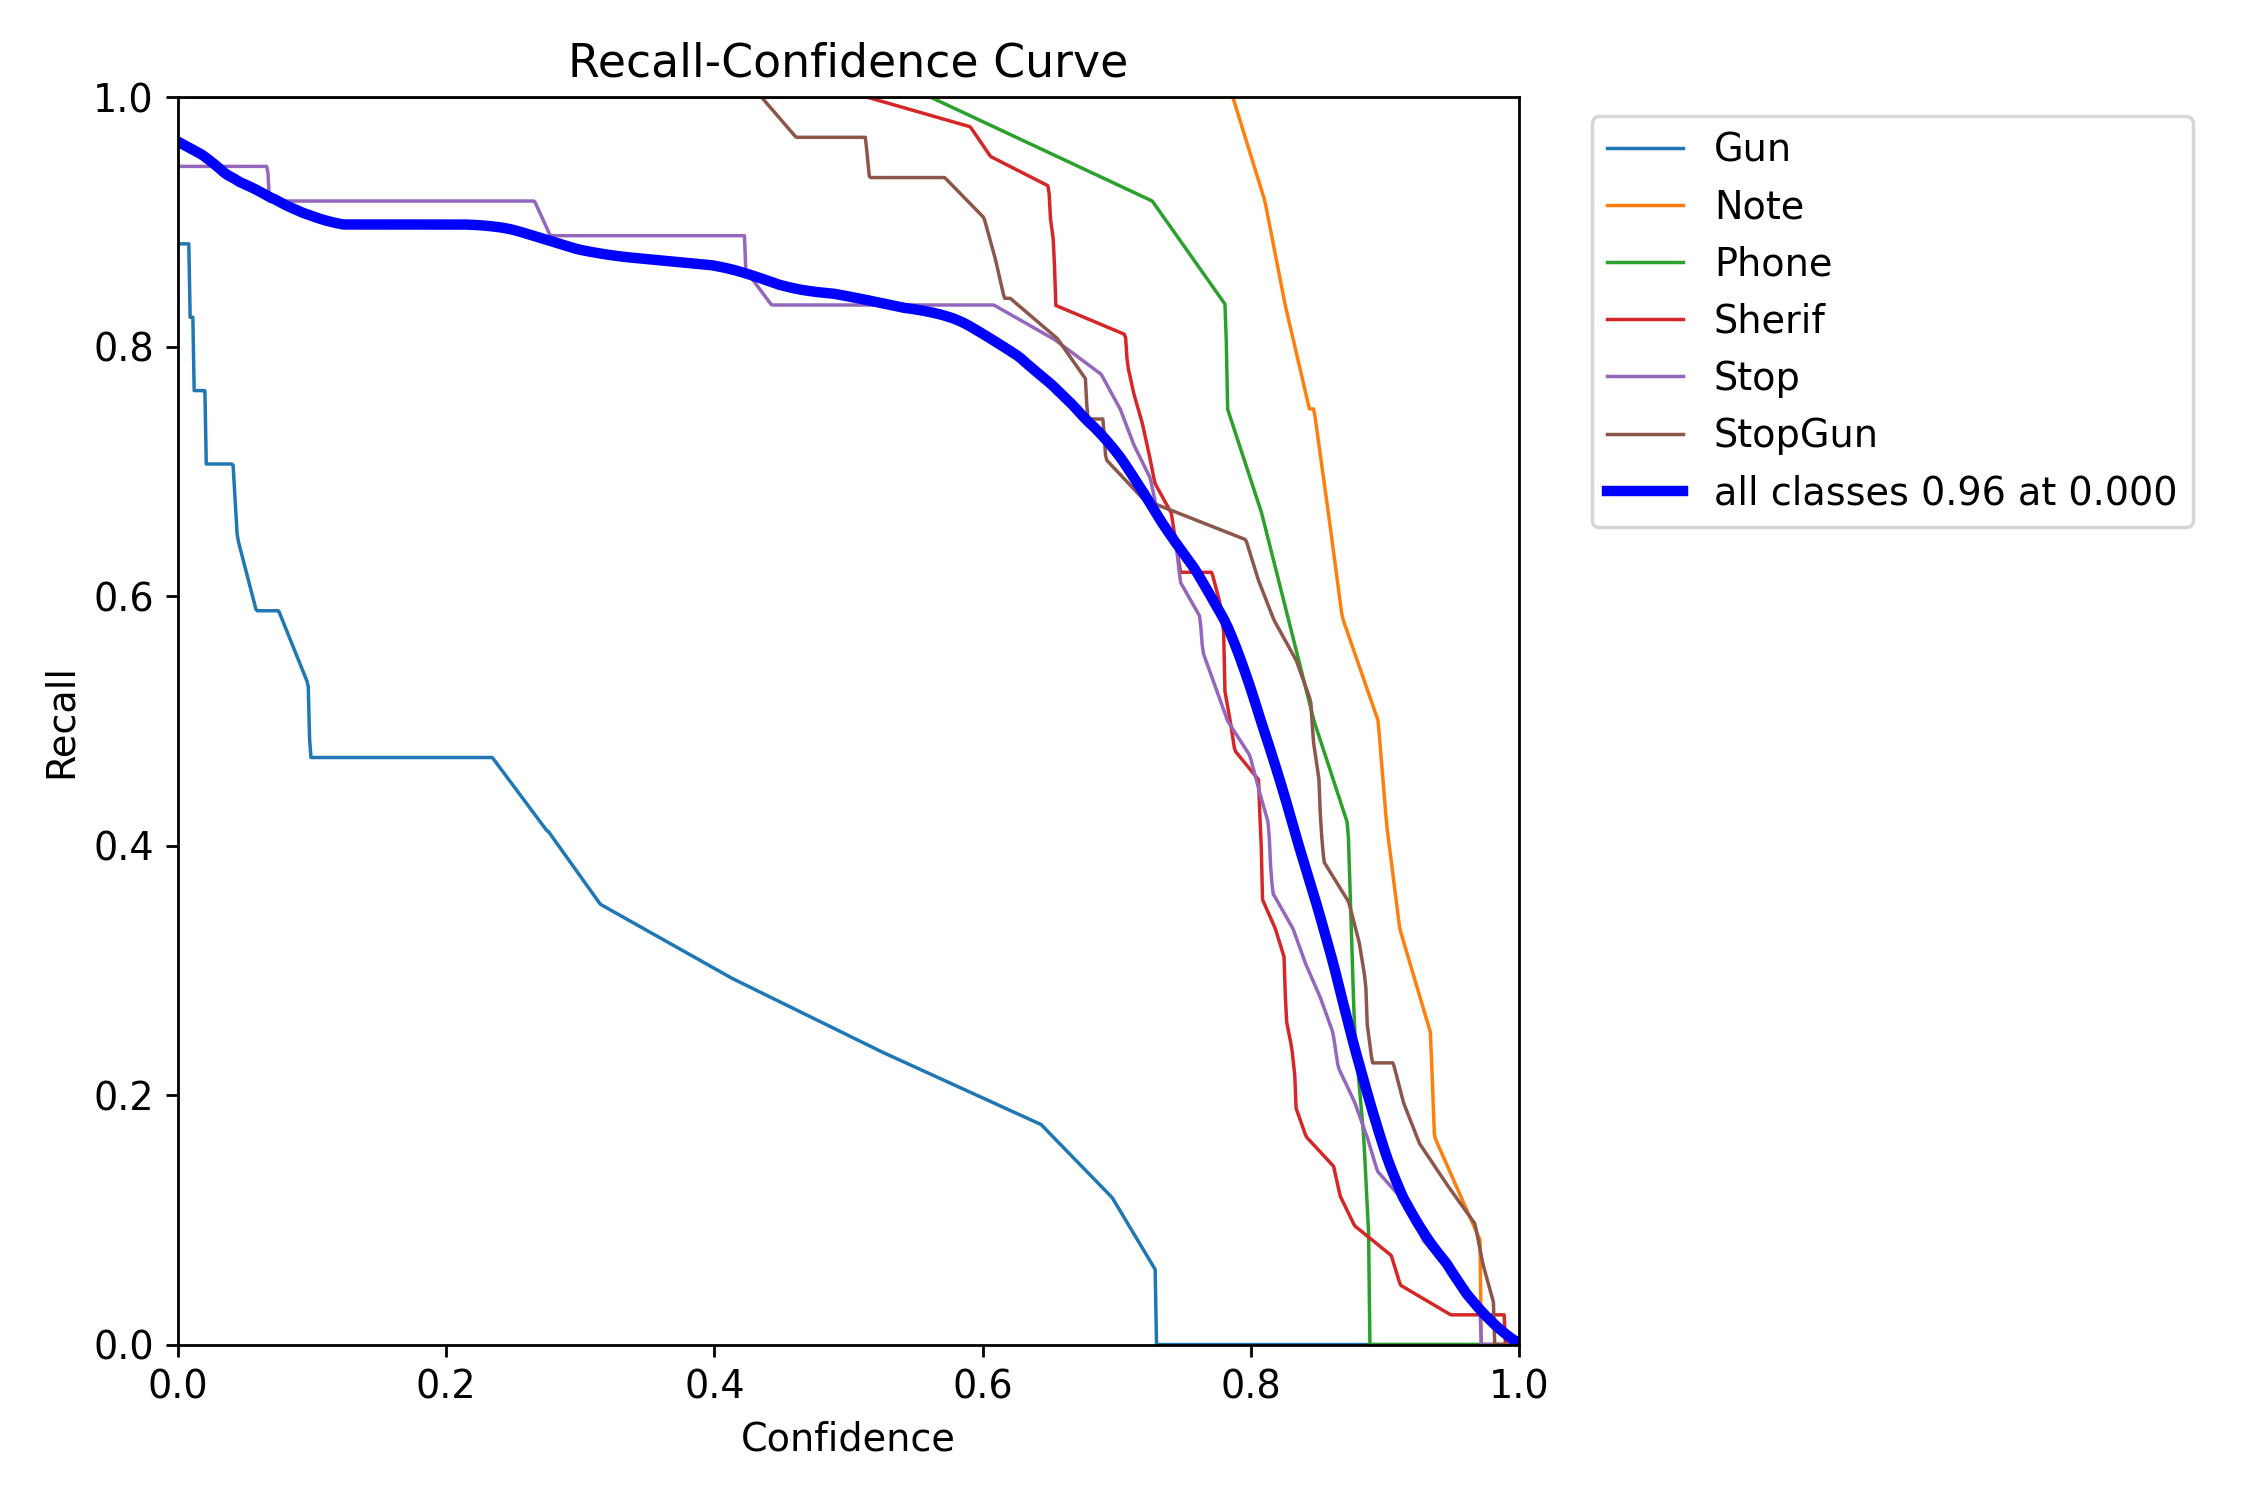 Recall-Confidence Curve
1.0
0.8
0.6
0.4
0.2
0.0
Recall
0.0 0.2 0.4 0.6 0.8 1.0
Confidence
Gun
Note
Phone
Sherif
Stop
StopGun
all classes 0.96 at 0.000